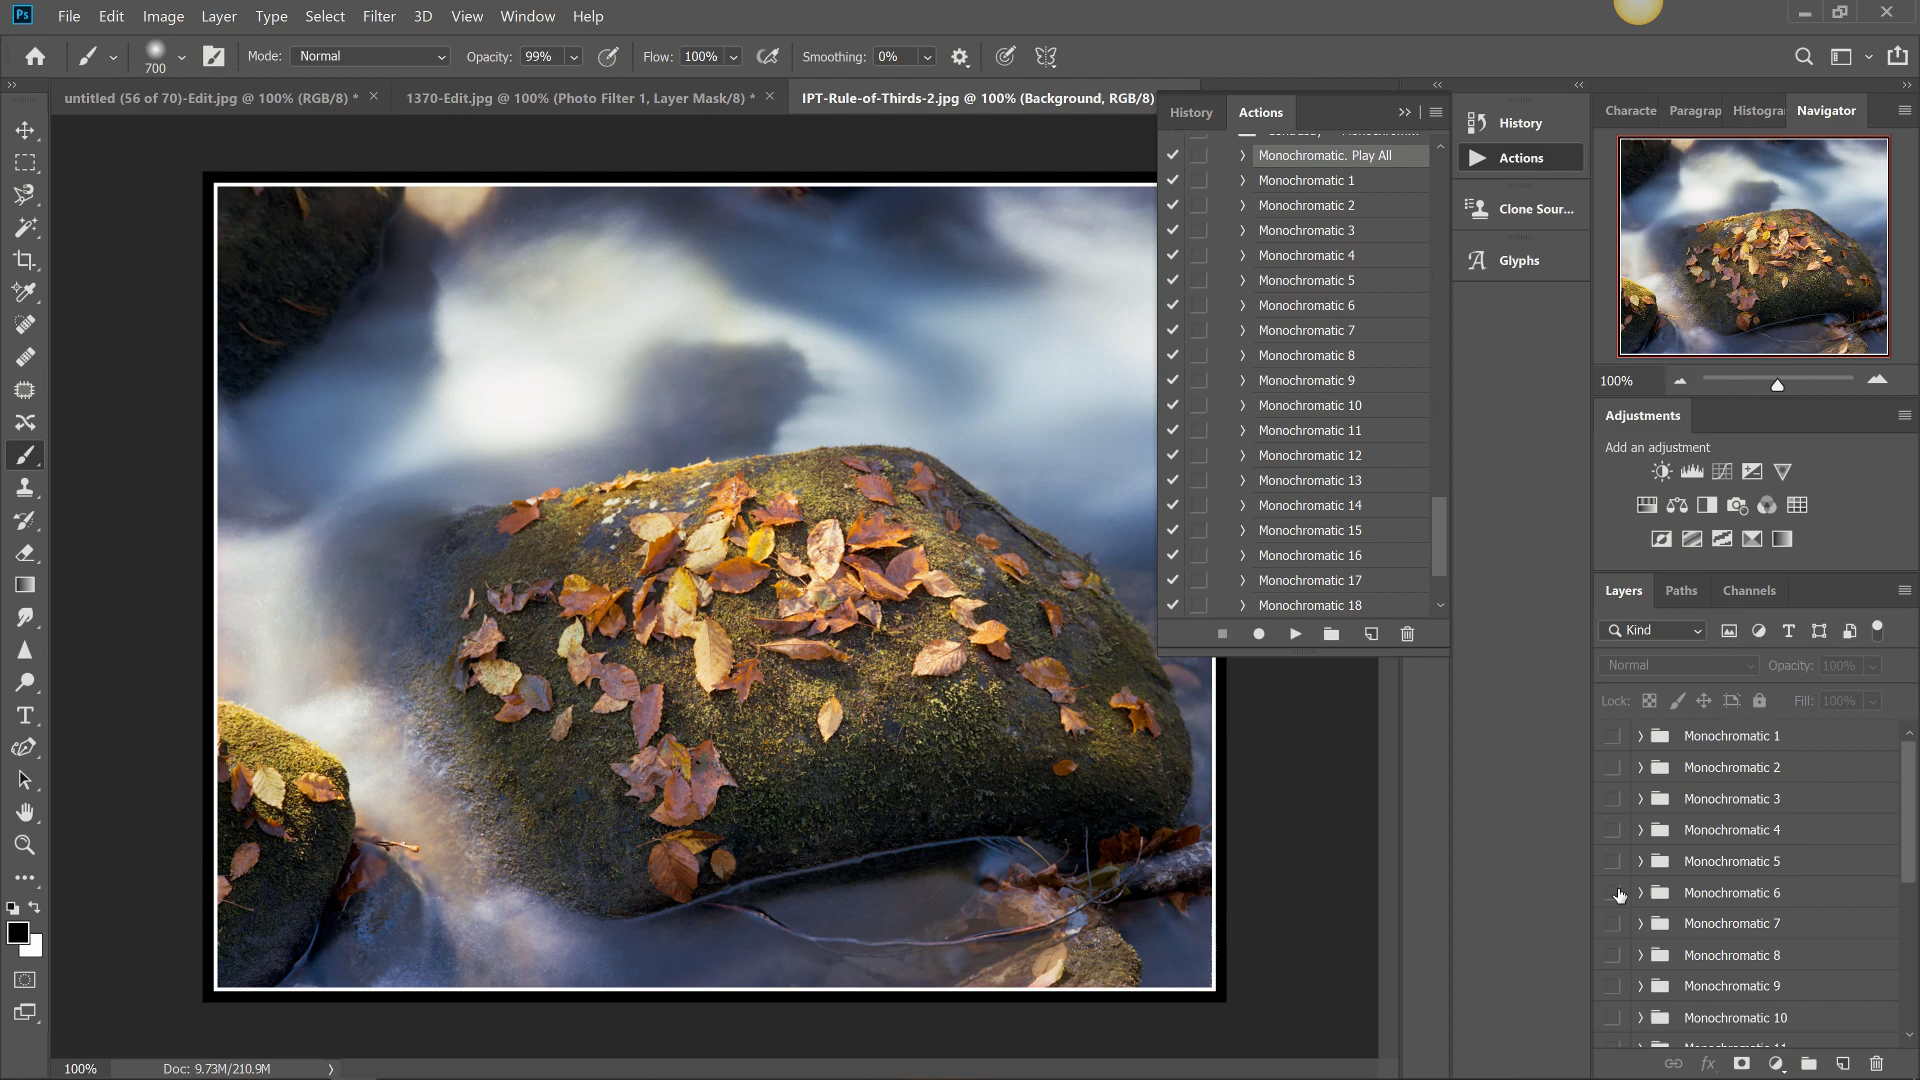 Ps File Edit Image Layer Type Select Filter 3D View Window Help
700 Mode: Normal Opacity: 99% Flow: 100% Smoothing: 0%
untitled (56 of 70)-Edit.jpg @ 100% (RGB/8) *
1370-Edit.jpg @ 100% (Photo Filter 1, Layer Mask/8) *
IPT-Rule-of-Thirds-2.jpg @ 100% (Background, RGB/8)
History Actions
Monochromatic. Play All
Monochromatic 1
Monochromatic 2
Monochromatic 3
Monochromatic 4
Monochromatic 5
Monochromatic 6
Monochromatic 7
Monochromatic 8
Monochromatic 9
Monochromatic 10
Monochromatic 11
Monochromatic 12
Monochromatic 13
Monochromatic 14
Monochromatic 15
Monochromatic 16
Monochromatic 17
Monochromatic 18
History
Actions
Clone Sour...
Glyphs
Characte Paragrap Histogra Navigator
100%
Adjustments
Add an adjustment
Layers Paths Channels
Kind
Normal Opacity: 100%
Lock: Fill: 100%
Monochromatic 1
Monochromatic 2
Monochromatic 3
Monochromatic 4
Monochromatic 5
Monochromatic 6
Monochromatic 7
Monochromatic 8
Monochromatic 9
Monochromatic 10
fx
100% Doc: 9.73M/210.9M